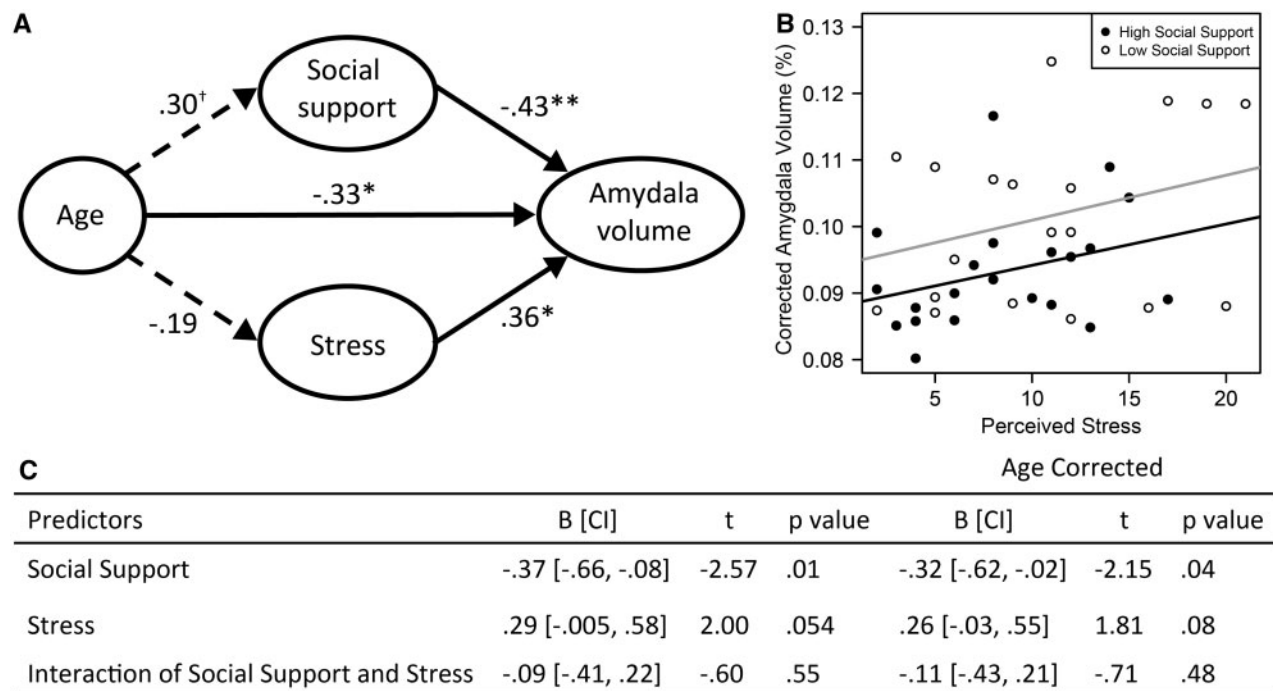 A
Social
support
.30†
-.43**
Age
-.33*
Amydala
volume
-.19
.36*
Stress
B
Corrected Amygdala Volume (%)
0.13
0.12
0.11
0.10
0.09
0.08
High Social Support
Low Social Support
5 10 15 20
Perceived Stress
C
Age Corrected
Predictors B [CI] t p value B [CI] t p value
Social Support -.37 [-.66, -.08] -2.57 .01 -.32 [-.62, -.02] -2.15 .04
Stress .29 [-.005, .58] 2.00 .054 .26 [-.03, .55] 1.81 .08
Interaction of Social Support and Stress -.09 [-.41, .22] -.60 .55 -.11 [-.43, .21] -.71 .48